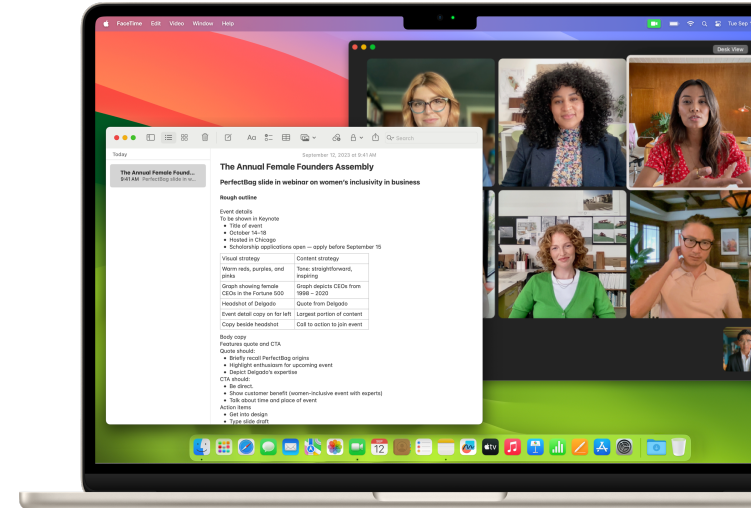 FaceTime Edit Video Window Help
Tue Sep 1
Desk View
Aa
Search
Today
September 12, 2023 at 9:41 AM
The Annual Female Found...
9:41 AM PerfectBag slide in w...
The Annual Female Founders Assembly
PerfectBag slide in webinar on women's inclusivity in business
Rough outline
Event details
To be shown in Keynote
• Title of event
• October 14–18
• Hosted in Chicago
• Scholarship applications open — apply before September 15
Visual strategy Content strategy
Warm reds, purples, and Tone: straightforward,
pinks inspiring
Graph showing female Graph depicts CEOs from
CEOs in the Fortune 500 1998 – 2020
Headshot of Delgado Quote from Delgado
Event detail copy on far left Largest portion of content
Copy beside headshot Call to action to join event
Body copy
Features quote and CTA
Quote should:
• Briefly recall PerfectBag origins
• Highlight enthusiasm for upcoming event
• Depict Delgado's expertise
CTA should:
• Be direct.
• Show customer benefit (women-inclusive event with experts)
• Talk about time and place of event
Action items
• Get into design
• Type slide draft
SEP
12
tv